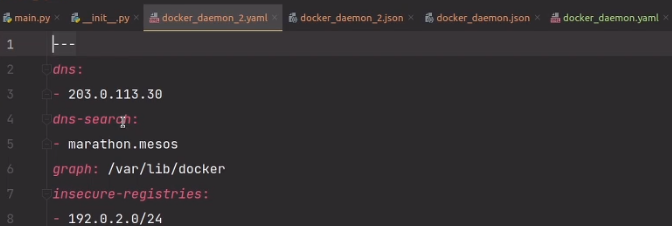 main.py __init__.py docker_daemon_2.yaml docker_daemon_2.json docker_daemon.json docker_daemon.yaml
1 ---
2 dns:
3 - 203.0.113.30
4 dns-search:
5 - marathon.mesos
6 graph: /var/lib/docker
7 insecure-registries:
8 - 192.0.2.0/24